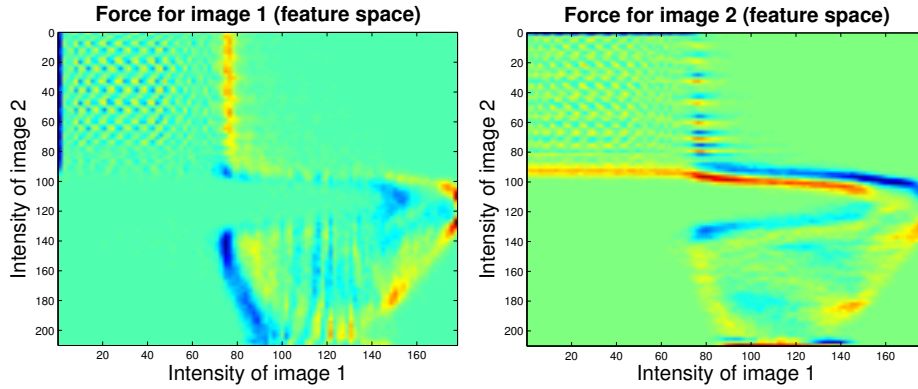 Force for image 1 (feature space)
0
20
40
60
80
100
120
140
160
180
200
Intensity of image 2
20 40 60 80 100 120 140 160
Intensity of image 1
Force for image 2 (feature space)
0
20
40
60
80
100
120
140
160
180
200
Intensity of image 2
20 40 60 80 100 120 140 160
Intensity of image 1